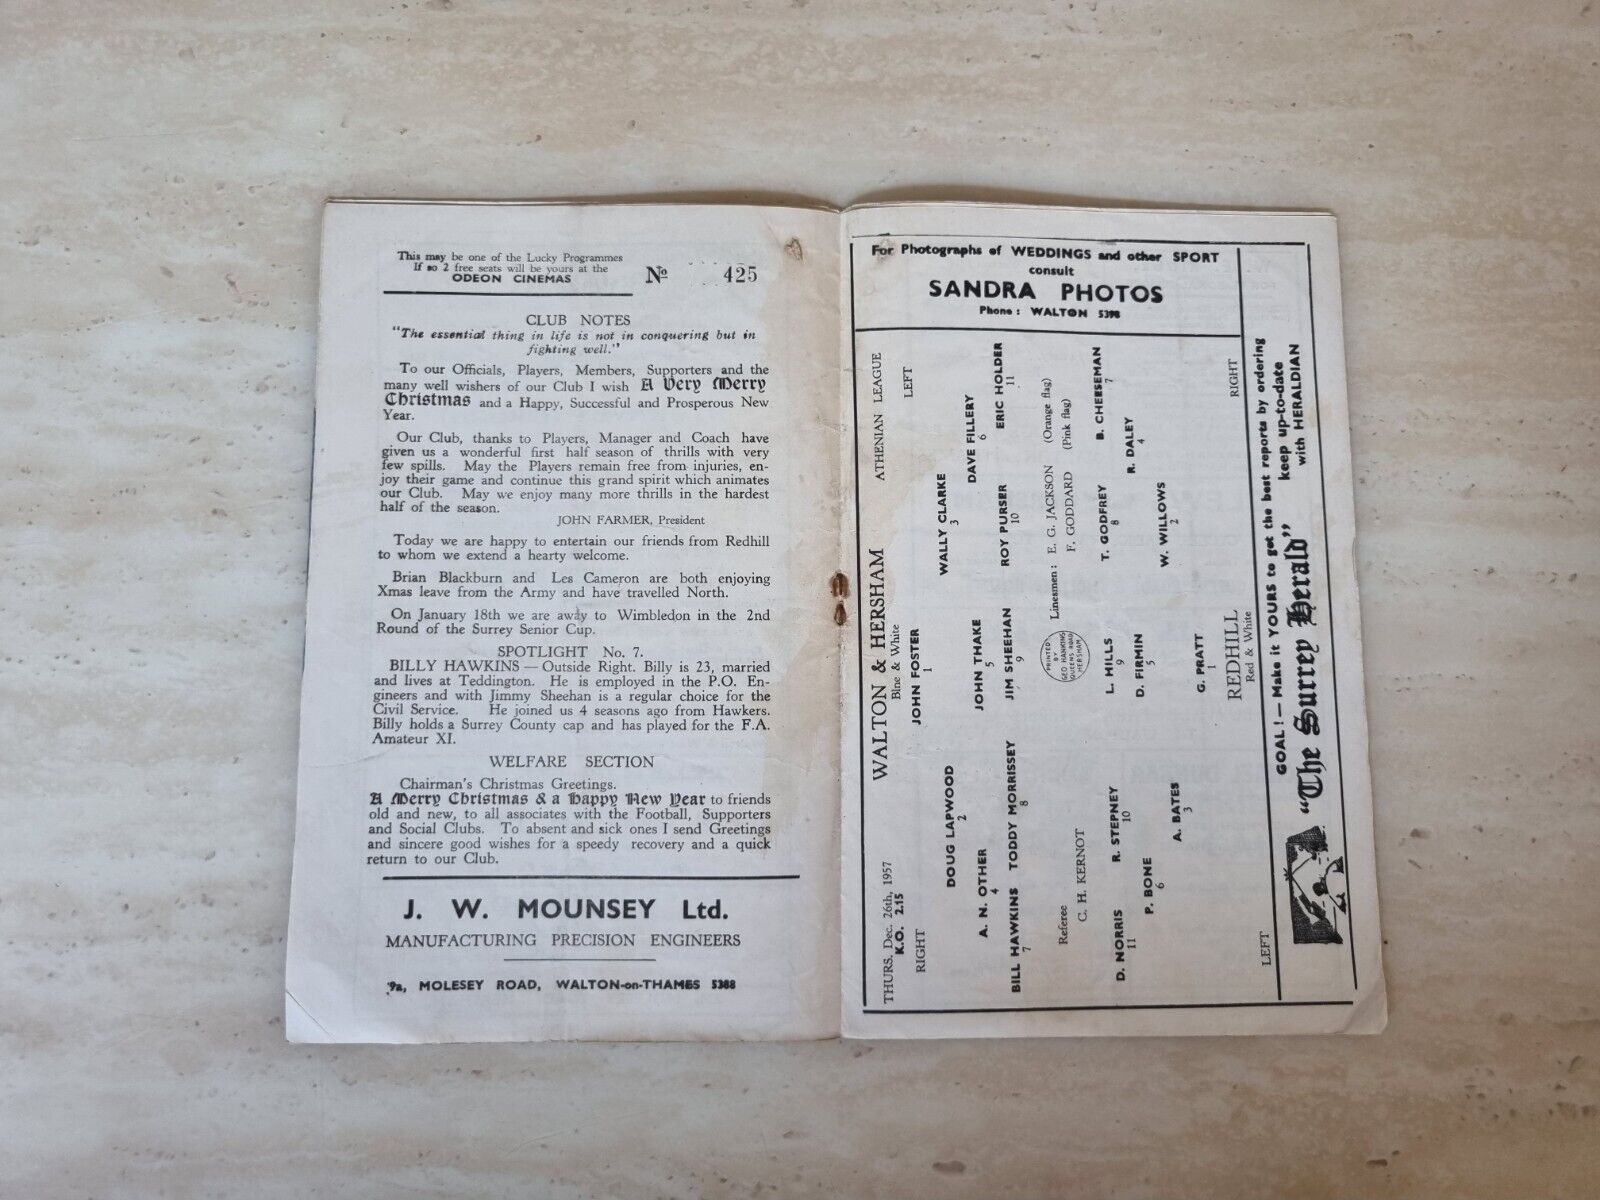 This may be one of the Lucky Programmes
If so 2 free seats will be yours at the
ODEON CINEMAS
No 425
CLUB NOTES
"The essential thing in life is not in conquering but in
fighting well."
To our Officials, Players, Members, Supporters and the
many well wishers of our Club I wish A Very Merry
Christmas and a Happy, Successful and Prosperous New
Year.
Our Club, thanks to Players, Manager and Coach have
given us a wonderful first half season of thrills with very
few spills. May the Players remain free from injuries, en-
joy their game and continue this grand spirit which animates
our Club. May we enjoy many more thrills in the hardest
half of the season.
JOHN FARMER, President
Today we are happy to entertain our friends from Redhill
to whom we extend a hearty welcome.
Brian Blackburn and Les Cameron are both enjoying
Xmas leave from the Army and have travelled North.
On January 18th we are away to Wimbledon in the 2nd
Round of the Surrey Senior Cup.
SPOTLIGHT No. 7.
BILLY HAWKINS — Outside Right. Billy is 23, married
and lives at Teddington. He is employed in the P.O. En-
gineers and with Jimmy Sheehan is a regular choice for the
Civil Service. He joined us 4 seasons ago from Hawkers.
Billy holds a Surrey County cap and has played for the F.A.
Amateur XI.
WELFARE SECTION
Chairman's Christmas Greetings.
A Merry Christmas & a Happy New Year to friends
old and new, to all associates with the Football, Supporters
and Social Clubs. To absent and sick ones I send Greetings
and sincere good wishes for a speedy recovery and a quick
return to our Club.
J. W. MOUNSEY Ltd.
MANUFACTURING PRECISION ENGINEERS
9a, MOLESEY ROAD, WALTON-on-THAMES 5388
For Photographs of WEDDINGS and other SPORT
consult
SANDRA PHOTOS
Phone: WALTON 5398
THURS, Dec. 26th, 1957 WALTON & HERSHAM ATHENIAN LEAGUE
K.O. 2.15 Blue & White
RIGHT LEFT
JOHN FOSTER
1
DOUG LAPWOOD WALLY CLARKE
2 3
A. N. OTHER JOHN THAKE DAVE FILLERY
4 5 6
BILL HAWKINS TODDY MORRISSEY JIM SHEEHAN ROY PURSER ERIC HOLDER
7 8 9 10 11
Referee
C. H. KERNOT
PRINTED
BY
GEO HAWKINS
QUEENS ROAD
HERSHAM
Linesmen: E. G. JACKSON (Orange flag)
F. GODDARD (Pink flag)
D. NORRIS R. STEPNEY L. HILLS T. GODFREY B. CHEESEMAN
11 10 9 8 7
P. BONE D. FIRMIN R. DALEY
6 5 4
A. BATES W. WILLOWS
3 2
G. PRATT
1
LEFT REDHILL RIGHT
Red & White
GOAL! — Make it YOURS to get the best reports by ordering
"The Surrey Herald" keep up-to-date
with HERALDIAN